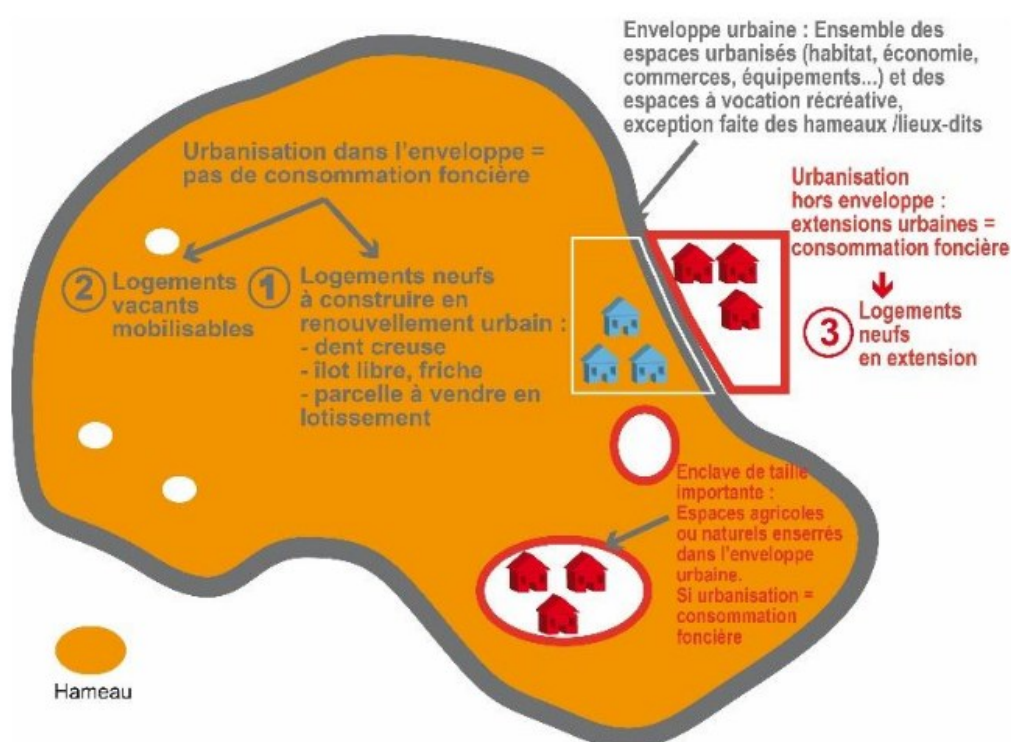 Enveloppe urbaine : Ensemble des
espaces urbanisés (habitat, économie,
commerces, équipements...) et des
espaces à vocation récréative,
exception faite des hameaux /lieux-dits
Urbanisation dans l'enveloppe =
pas de consommation foncière
2 Logements
vacants
mobilisables
1 Logements neufs
à construire en
renouvellement urbain :
- dent creuse
- îlot libre, friche
- parcelle à vendre en
lotissement
Urbanisation
hors enveloppe :
extensions urbaines =
consommation foncière
3 Logements
neufs
en extension
Enclave de taille
importante :
Espaces agricoles
ou naturels enserrés
dans l'enveloppe
urbaine.
Si urbanisation =
consommation
foncière
Hameau